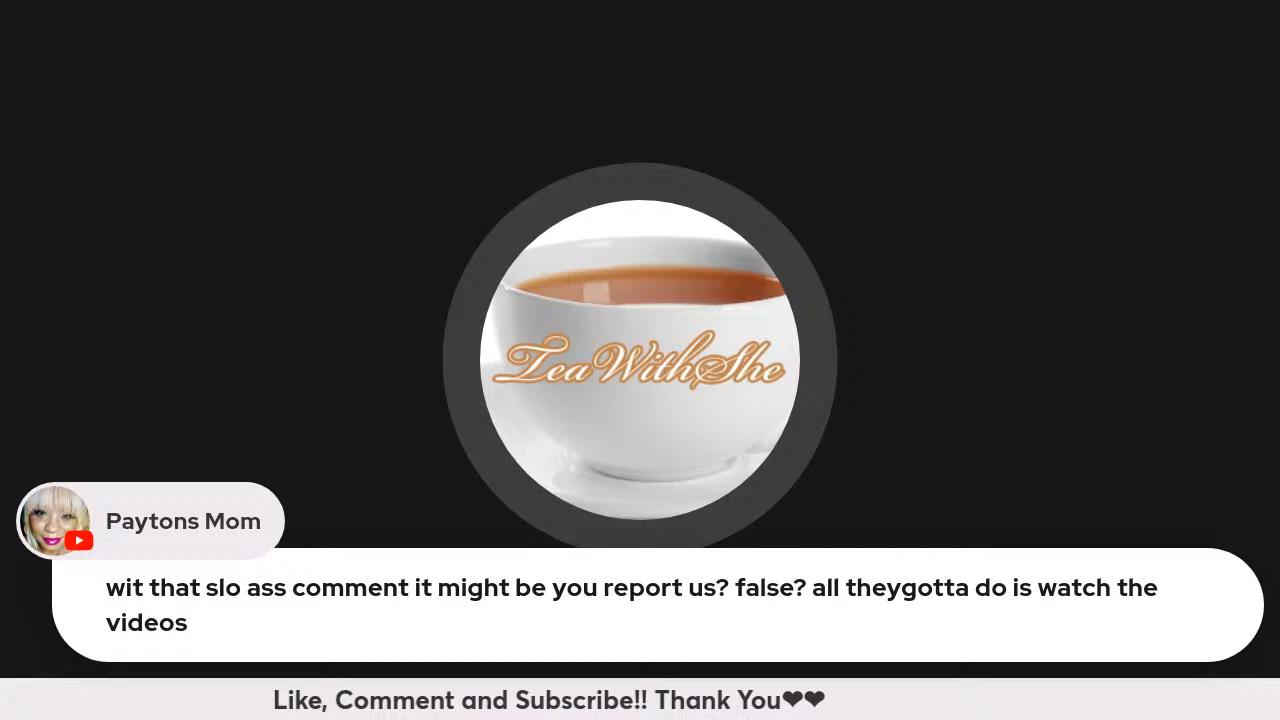 TeaWithShe
Paytons Mom
wit that slo ass comment it might be you report us? false? all theygotta do is watch the
videos
Like, Comment and Subscribe!! Thank You❤❤